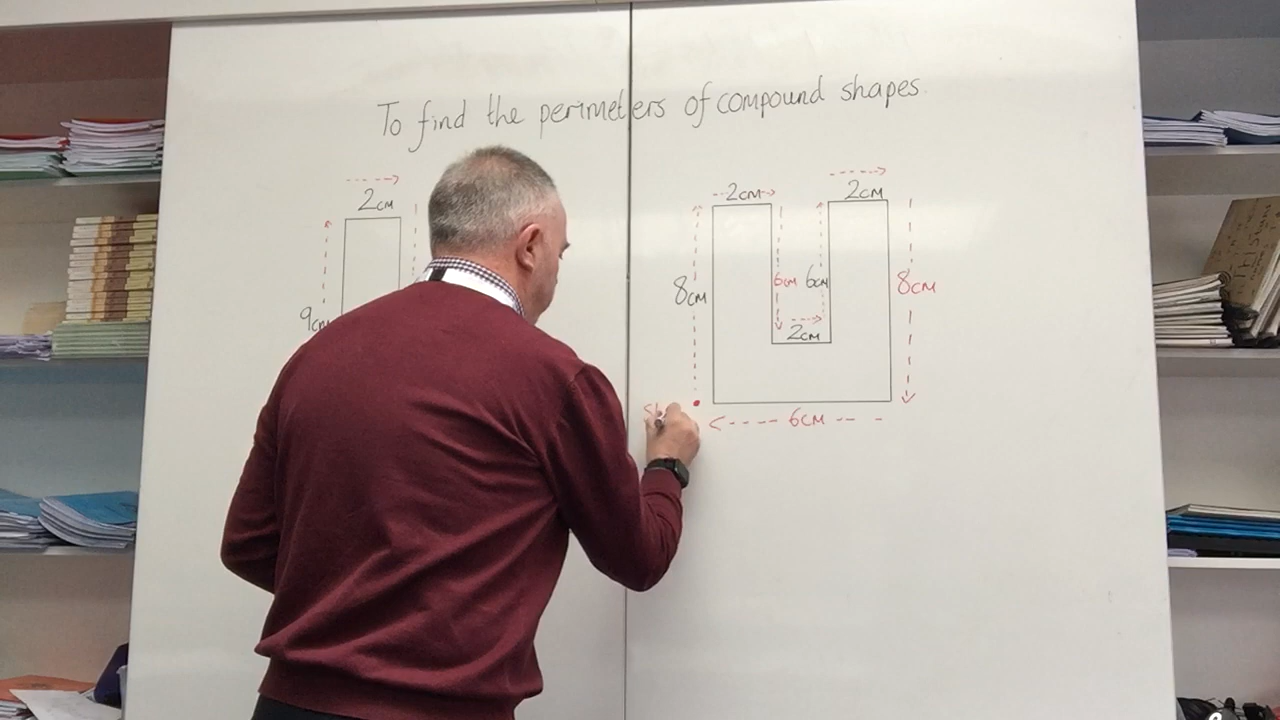 To find the perimeters of compound shapes.
2cm
9cm
2cm
2cm
8cm
6cm
6cm
8cm
2cm
6cm